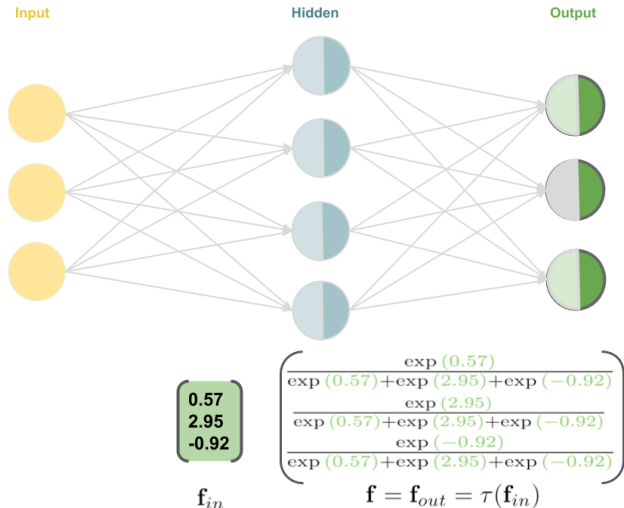 Input Hidden Output
exp (0.57)
exp (0.57)+exp (2.95)+exp (−0.92)
exp (2.95)
exp (0.57)+exp (2.95)+exp (−0.92)
exp (−0.92)
exp (0.57)+exp (2.95)+exp (−0.92)
0.57
2.95
-0.92
f_in
f = f_out = τ(f_in)